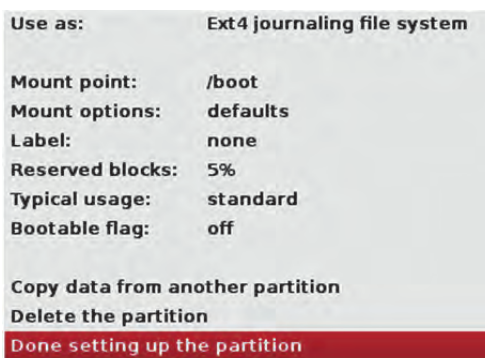 Use as: Ext4 journaling file system
Mount point: /boot
Mount options: defaults
Label: none
Reserved blocks: 5%
Typical usage: standard
Bootable flag: off
Copy data from another partition
Delete the partition
Done setting up the partition